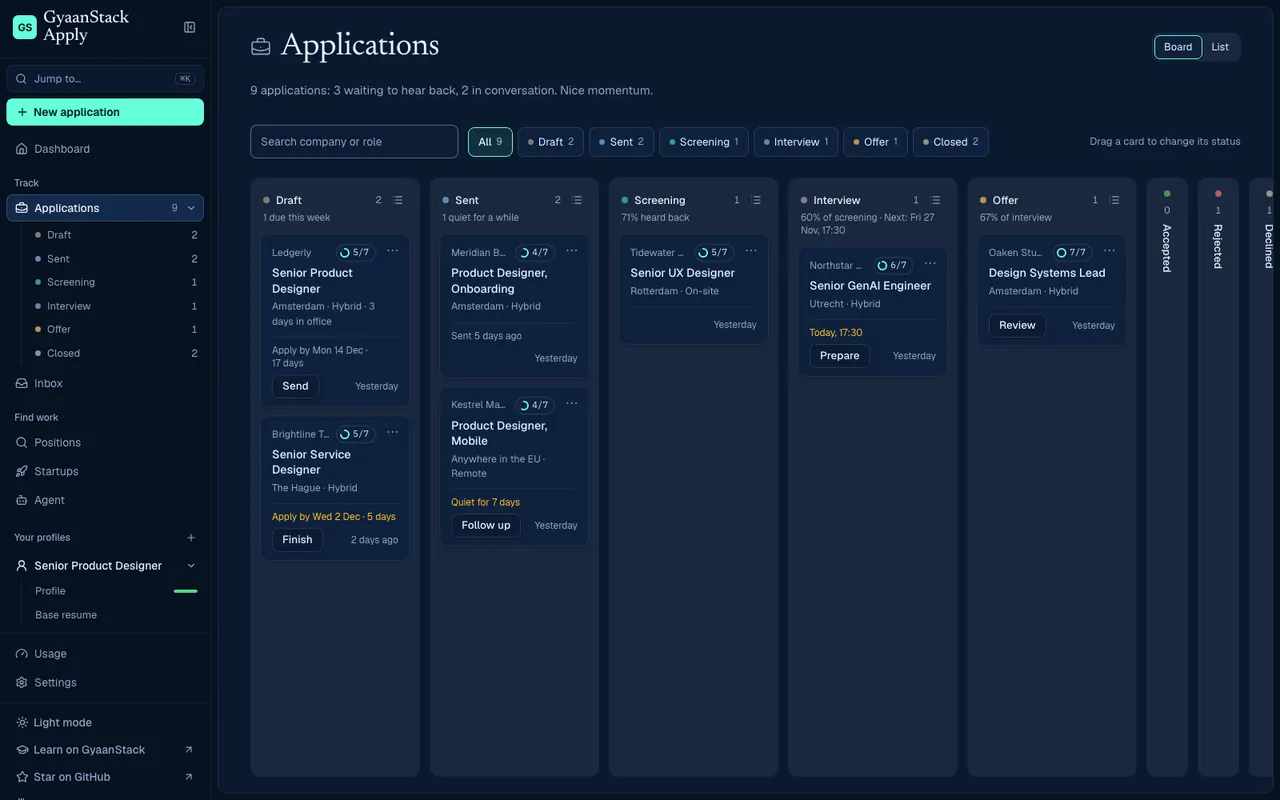 GS
GyaanStack
Apply
Jump to...
⌘K
+ New application
Dashboard
Track
Applications 9
Draft 2
Sent 2
Screening 1
Interview 1
Offer 1
Closed 2
Inbox
Find work
Positions
Startups
Agent
Your profiles +
Senior Product Designer
Profile
Base resume
Usage
Settings
Light mode
Learn on GyaanStack
Star on GitHub
Applications
Board
List
9 applications: 3 waiting to hear back, 2 in conversation. Nice momentum.
Search company or role
All 9
Draft 2
Sent 2
Screening 1
Interview 1
Offer 1
Closed 2
Drag a card to change its status
Draft 2
1 due this week
Ledgerly 5/7 ...
Senior Product
Designer
Amsterdam · Hybrid · 3
days in office
Apply by Mon 14 Dec ·
17 days
Send Yesterday
Brightline T... 5/7 ...
Senior Service
Designer
The Hague · Hybrid
Apply by Wed 2 Dec · 5 days
Finish 2 days ago
Sent 2
1 quiet for a while
Meridian B... 4/7 ...
Product Designer,
Onboarding
Amsterdam · Hybrid
Sent 5 days ago
Yesterday
Kestrel Ma... 4/7 ...
Product Designer,
Mobile
Anywhere in the EU ·
Remote
Quiet for 7 days
Follow up Yesterday
Screening 1
71% heard back
Tidewater ... 5/7 ...
Senior UX Designer
Rotterdam · On-site
Yesterday
Interview 1
60% of screening · Next: Fri 27
Nov, 17:30
Northstar ... 6/7 ...
Senior GenAI Engineer
Utrecht · Hybrid
Today, 17:30
Prepare Yesterday
Offer 1
67% of interview
Oaken Stu... 7/7 ...
Design Systems Lead
Amsterdam · Hybrid
Review Yesterday
0
Accepted
1
Rejected
1
Declined